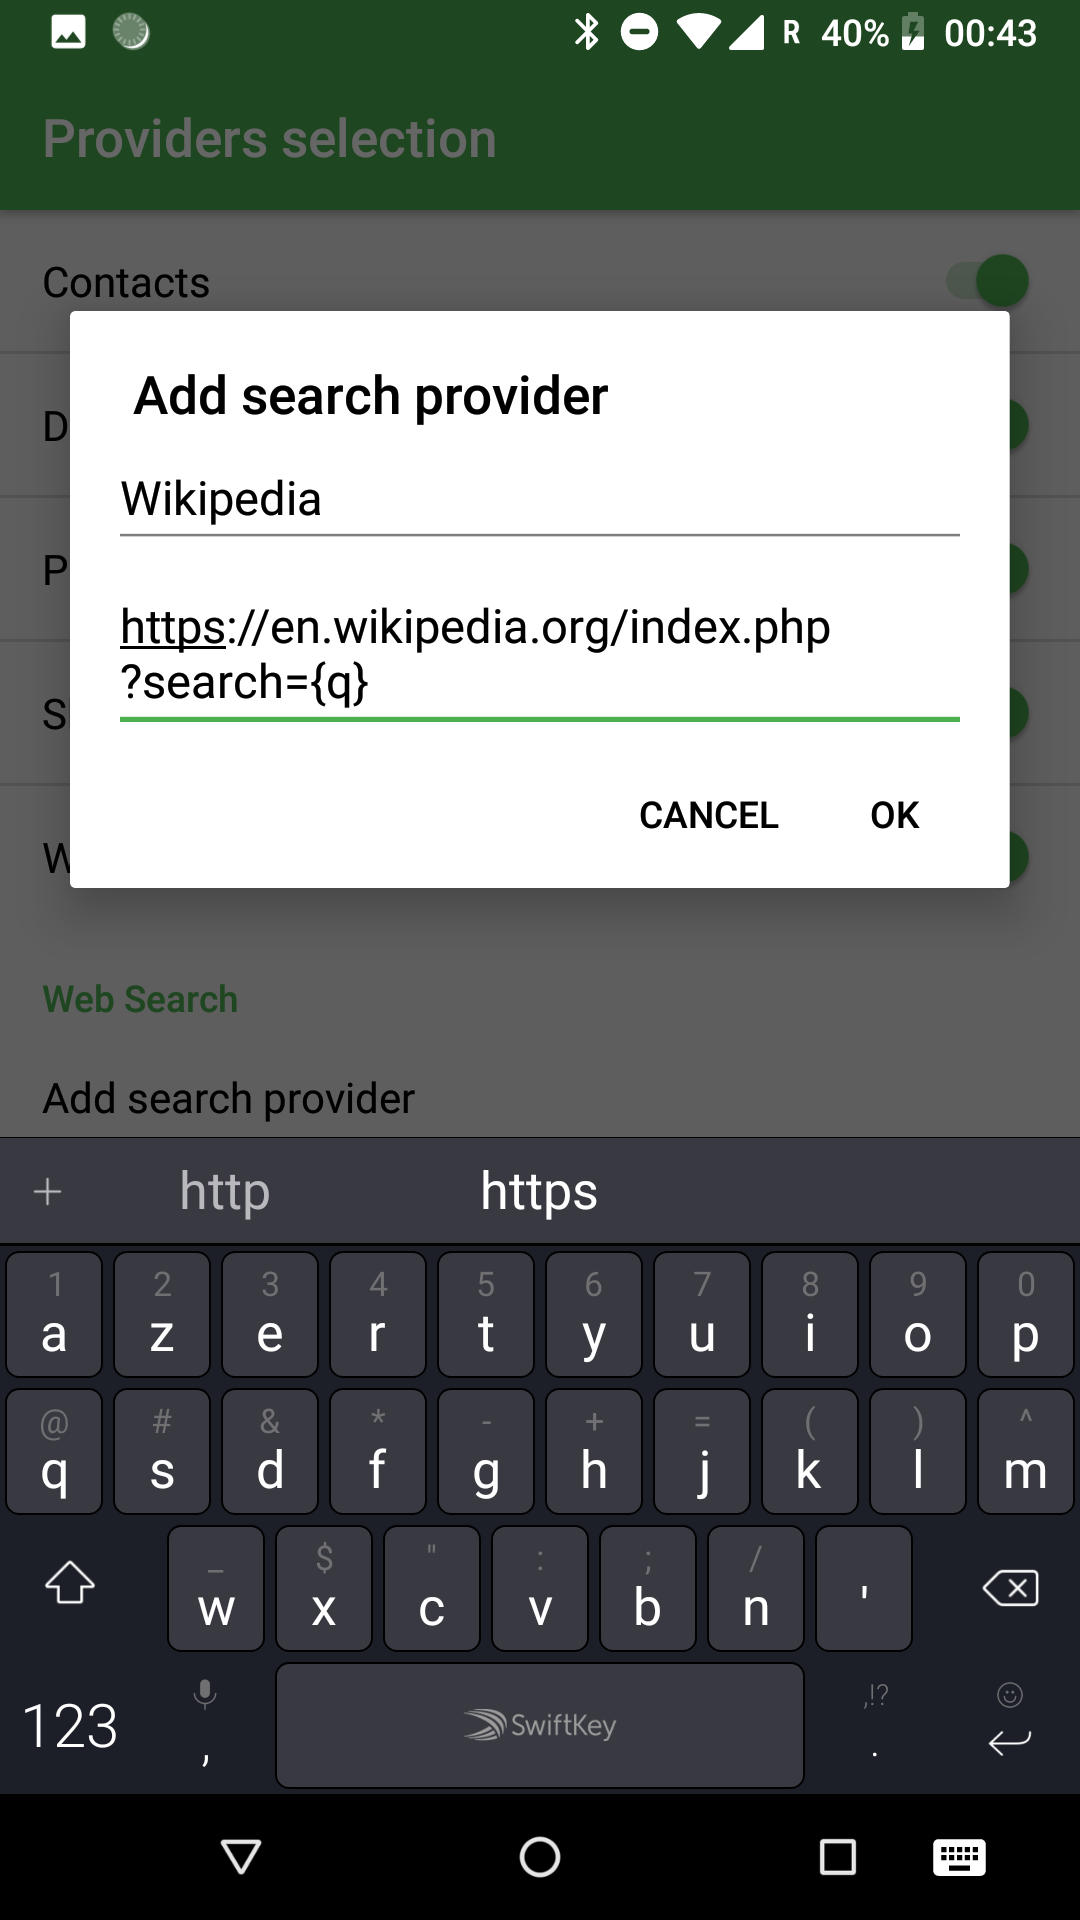 R 40% 00:43
Providers selection
Contacts
Add search provider
D
Wikipedia
P
https://en.wikipedia.org/index.php
?search={q}
S
CANCEL OK
W
Web Search
Add search provider
+ http https
1 2 3 4 5 6 7 8 9 0
a z e r t y u i o p
@ # & * - + = ( ) ^
q s d f g h j k l m
_ $ " : ; /
w x c v b n '
123 , SwiftKey ,!? .